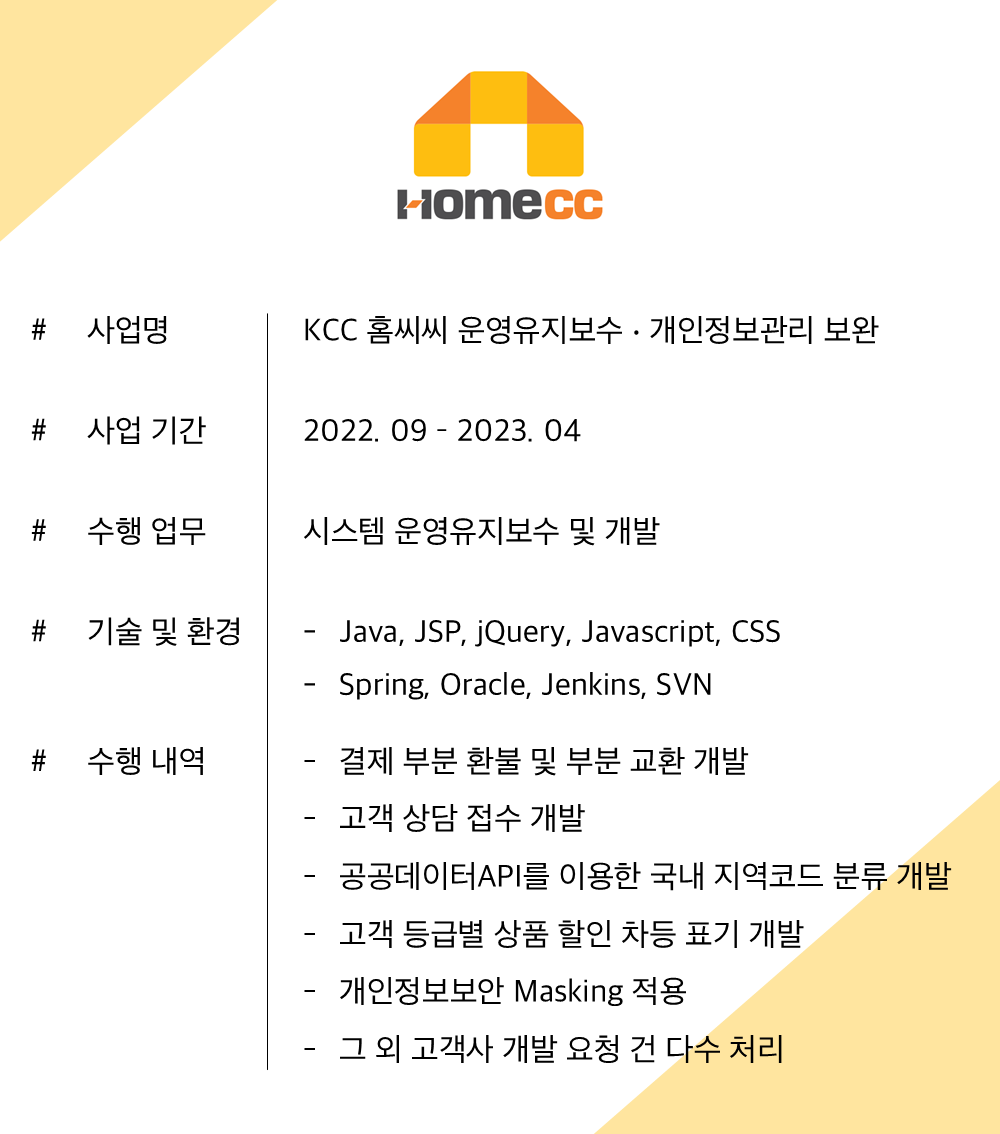 HomeCC
# 사업명 KCC 홈씨씨 운영유지보수 · 개인정보관리 보완
# 사업 기간 2022. 09 - 2023. 04
# 수행 업무 시스템 운영유지보수 및 개발
# 기술 및 환경 - Java, JSP, jQuery, Javascript, CSS
- Spring, Oracle, Jenkins, SVN
# 수행 내역 - 결제 부분 환불 및 부분 교환 개발
- 고객 상담 접수 개발
- 공공데이터API를 이용한 국내 지역코드 분류 개발
- 고객 등급별 상품 할인 차등 표기 개발
- 개인정보보안 Masking 적용
- 그 외 고객사 개발 요청 건 다수 처리